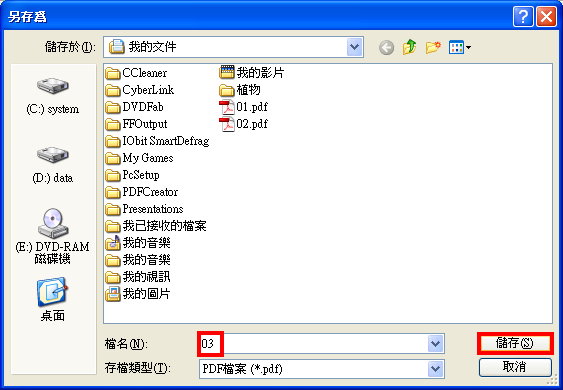 另存為
儲存於(I):
我的文件
(C:) system
(D:) data
(E:) DVD-RAM
磁碟機
桌面
CCleaner
CyberLink
DVDFab
FFOutput
IObit SmartDefrag
My Games
PcSetup
PDFCreator
Presentations
我已接收的檔案
我的音樂
我的音樂
我的視訊
我的圖片
我的影片
植物
01.pdf
02.pdf
檔名(N):
03
儲存(S)
存檔類型(T):
PDF檔案 (*.pdf)
取消